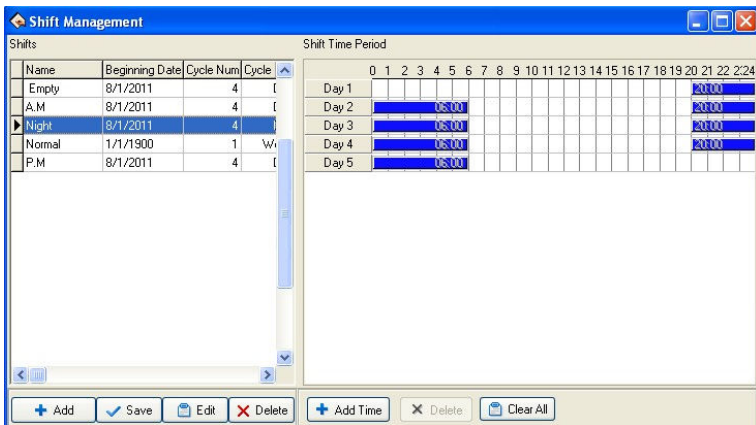 Shift Management
Shifts
Shift Time Period
Name Beginning Date Cycle Num Cycle
Empty 8/1/2011 4 D
A.M 8/1/2011 4 D
Night 8/1/2011 4
Normal 1/1/1900 1 We
P.M 8/1/2011 4 D
0 1 2 3 4 5 6 7 8 9 10 11 12 13 14 15 16 17 18 19 20 21 22 2:24
Day 1 20:00
Day 2 06:00 20:00
Day 3 06:00 20:00
Day 4 06:00 20:00
Day 5 06:00
Add Save Edit Delete
Add Time Delete Clear All